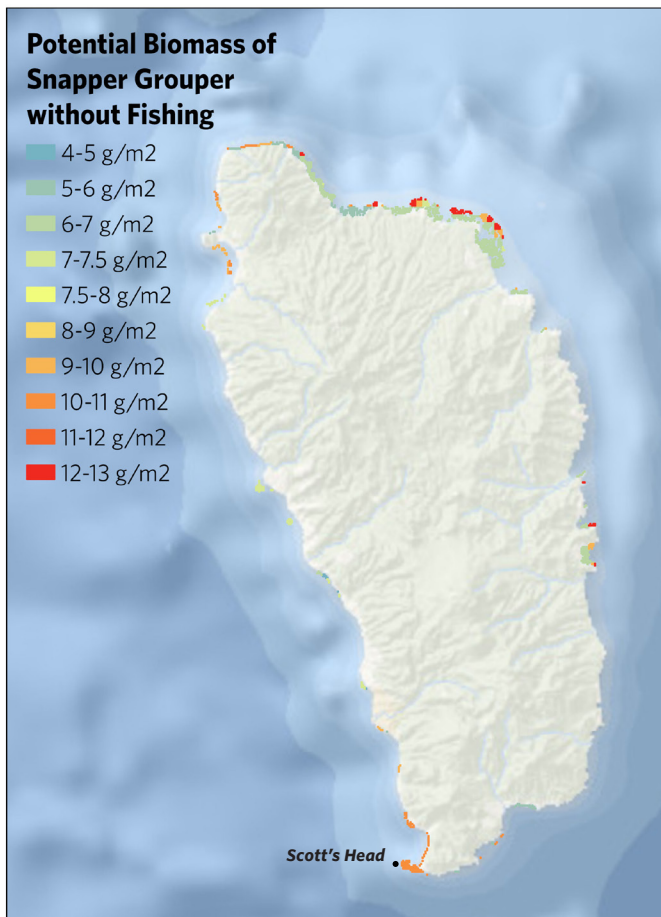 Potential Biomass of
Snapper Grouper
without Fishing
4-5 g/m2
5-6 g/m2
6-7 g/m2
7-7.5 g/m2
7.5-8 g/m2
8-9 g/m2
9-10 g/m2
10-11 g/m2
11-12 g/m2
12-13 g/m2
Scott's Head